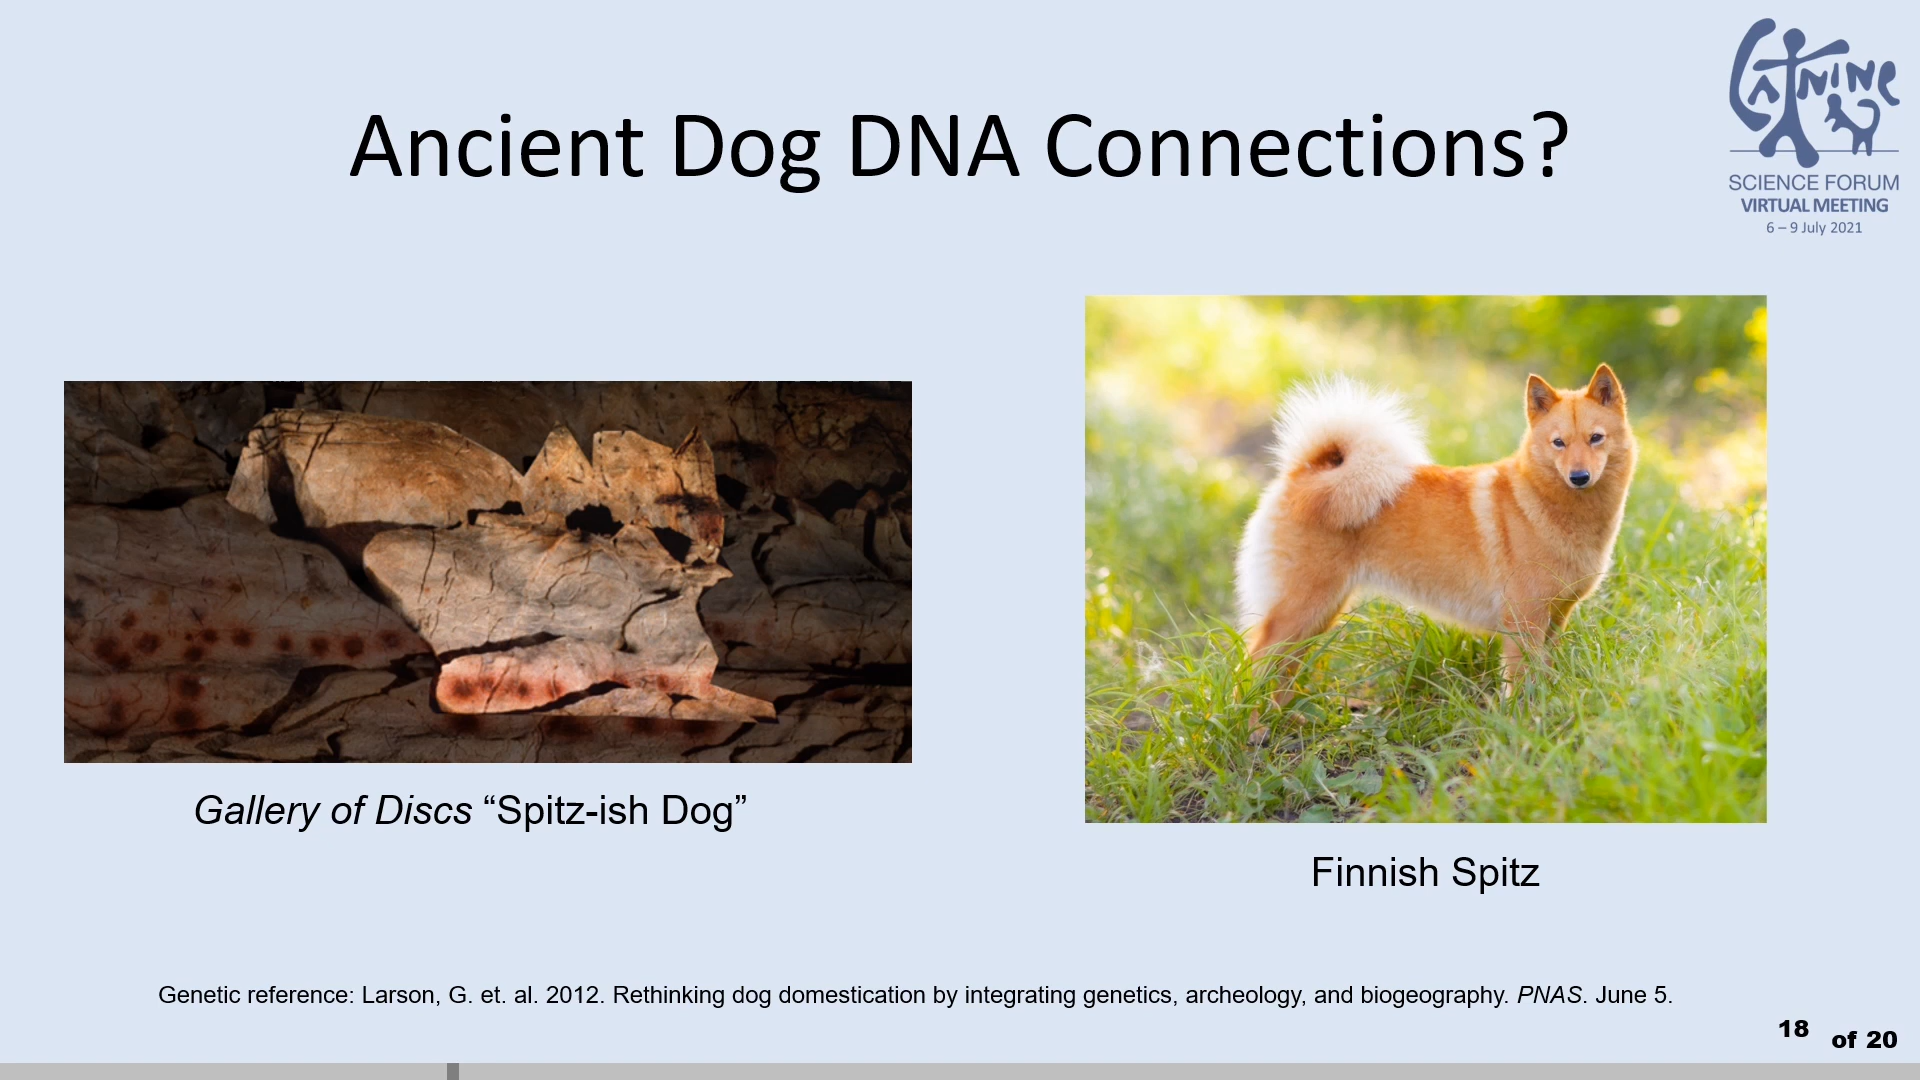 Ancient Dog DNA Connections?
CANINE
SCIENCE FORUM
VIRTUAL MEETING
6 – 9 July 2021
Gallery of Discs “Spitz-ish Dog”
Finnish Spitz
Genetic reference: Larson, G. et. al. 2012. Rethinking dog domestication by integrating genetics, archeology, and biogeography. PNAS. June 5.
18 of 20